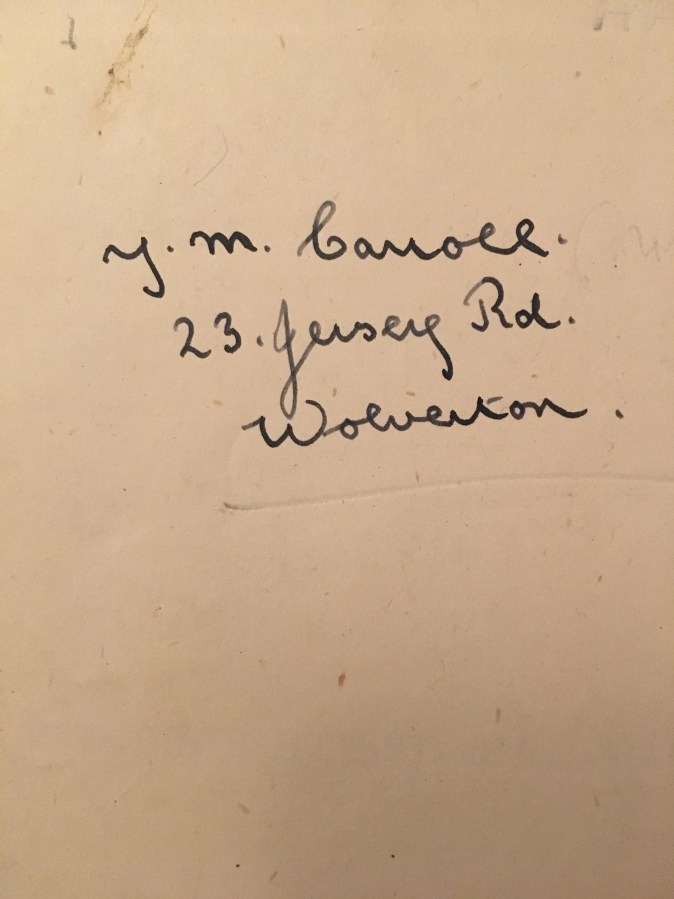 Y. M. Carroll.
23. Jersey Rd.
Wolverton.